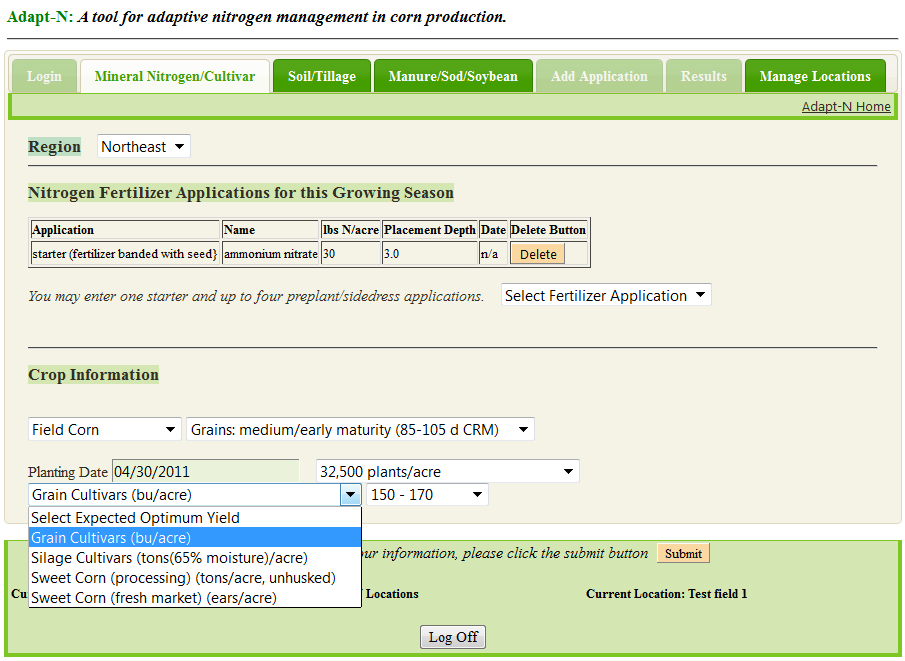 Adapt-N: A tool for adaptive nitrogen management in corn production.
Login Mineral Nitrogen/Cultivar Soil/Tillage Manure/Sod/Soybean Add Application Results Manage Locations
Adapt-N Home
Region Northeast
Nitrogen Fertilizer Applications for this Growing Season
Application Name lbs N/acre Placement Depth Date Delete Button
starter (fertilizer banded with seed} ammonium nitrate 30 3.0 n/a Delete
You may enter one starter and up to four preplant/sidedress applications. Select Fertilizer Application
Crop Information
Field Corn Grains: medium/early maturity (85-105 d CRM)
Planting Date 04/30/2011 32,500 plants/acre
Grain Cultivars (bu/acre) 150 - 170
Select Expected Optimum Yield
Grain Cultivars (bu/acre)
Silage Cultivars (tons(65% moisture)/acre)
Sweet Corn (processing) (tons/acre, unhusked)
Sweet Corn (fresh market) (ears/acre)
information, please click the submit button Submit
Locations Current Location: Test field 1
Log Off